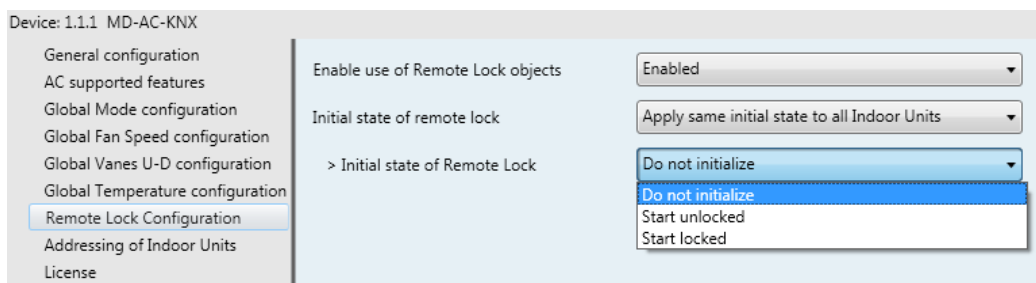 Device: 1.1.1 MD-AC-KNX
General configuration
AC supported features
Global Mode configuration
Global Fan Speed configuration
Global Vanes U-D configuration
Global Temperature configuration
Remote Lock Configuration
Addressing of Indoor Units
License
Enable use of Remote Lock objects
Enabled
Initial state of remote lock
Apply same initial state to all Indoor Units
> Initial state of Remote Lock
Do not initialize
Do not initialize
Start unlocked
Start locked